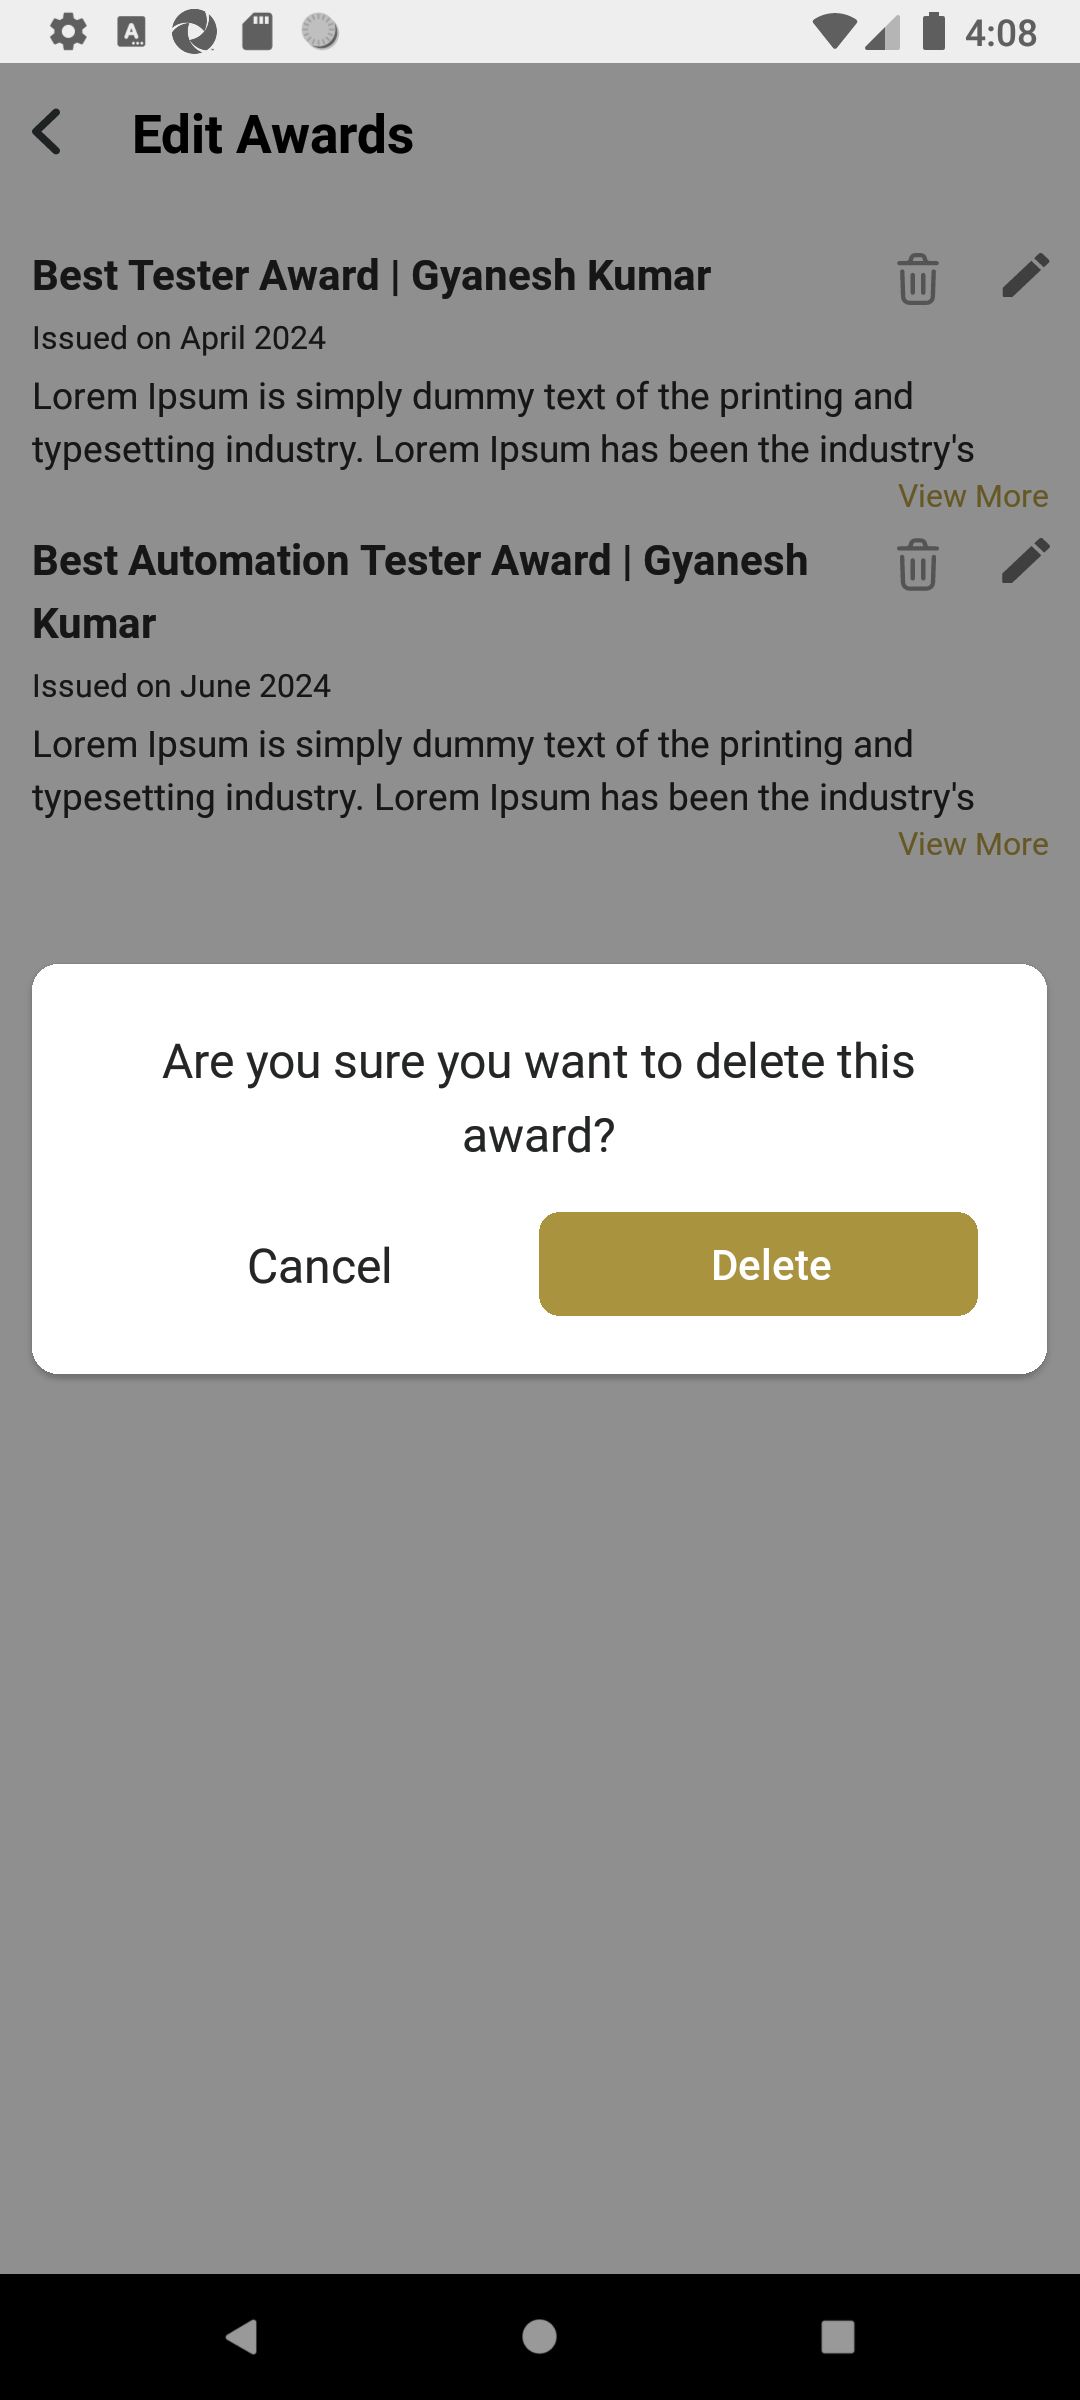 4:08
Edit Awards
Best Tester Award | Gyanesh Kumar
Issued on April 2024
Lorem Ipsum is simply dummy text of the printing and
typesetting industry. Lorem Ipsum has been the industry's
View More
Best Automation Tester Award | Gyanesh
Kumar
Issued on June 2024
Lorem Ipsum is simply dummy text of the printing and
typesetting industry. Lorem Ipsum has been the industry's
View More
Are you sure you want to delete this
award?
Cancel Delete